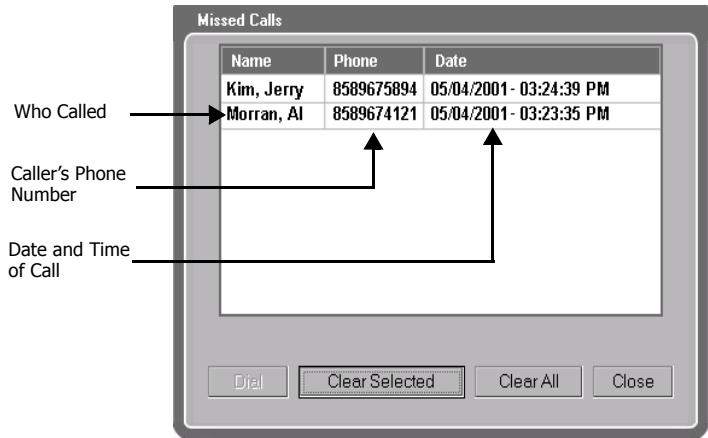 Missed Calls
Name Phone Date
Kim, Jerry 8589675894 05/04/2001 - 03:24:39 PM
Morran, Al 8589674121 05/04/2001 - 03:23:35 PM
Who Called
Caller’s Phone
Number
Date and Time
of Call
Dial Clear Selected Clear All Close